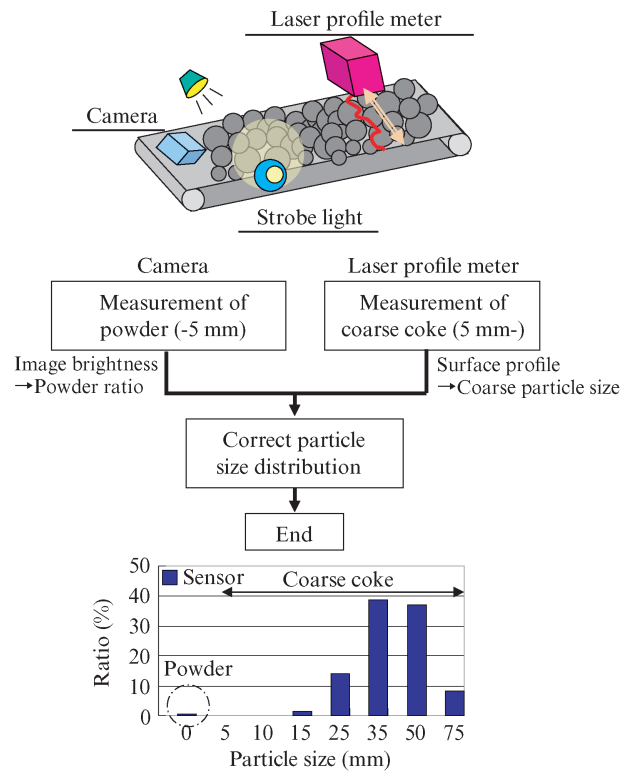 Laser profile meter
Camera
Strobe light
Camera
Laser profile meter
Measurement of
powder (-5 mm)
Measurement of
coarse coke (5 mm-)
Image brightness
→Powder ratio
Surface profile
→Coarse particle size
Correct particle
size distribution
End
50
40
30
20
10
0
Ratio (%)
Sensor
Coarse coke
Powder
0 5 10 15 25 35 50 75
Particle size (mm)